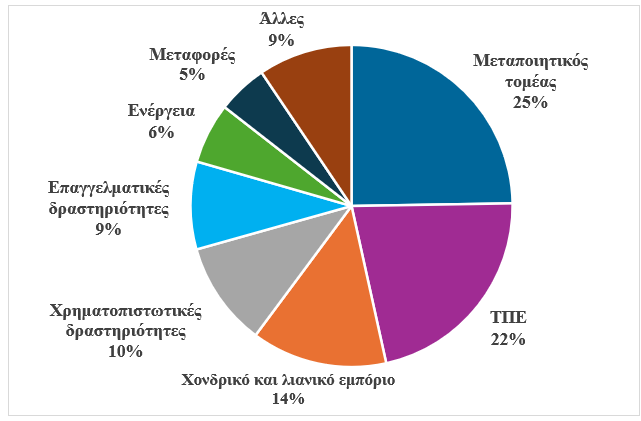 Άλλες
9%
Μεταποιητικός
τομέας
25%
ΤΠΕ
22%
Χονδρικό και λιανικό εμπόριο
14%
Χρηματοπιστωτικές
δραστηριότητες
10%
Επαγγελματικές
δραστηριότητες
9%
Ενέργεια
6%
Μεταφορές
5%